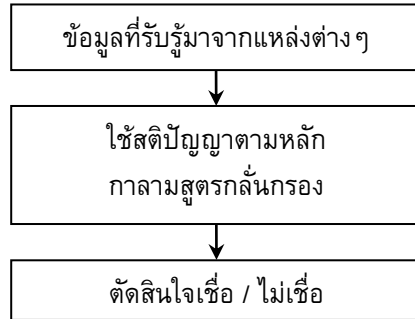 ข้อมูลที่รับรู้มาจากแหล่งต่างๆ
ใช้สติปัญญาตามหลัก
กาลามสูตรกลั่นกรอง
ตัดสินใจเชื่อ / ไม่เชื่อ